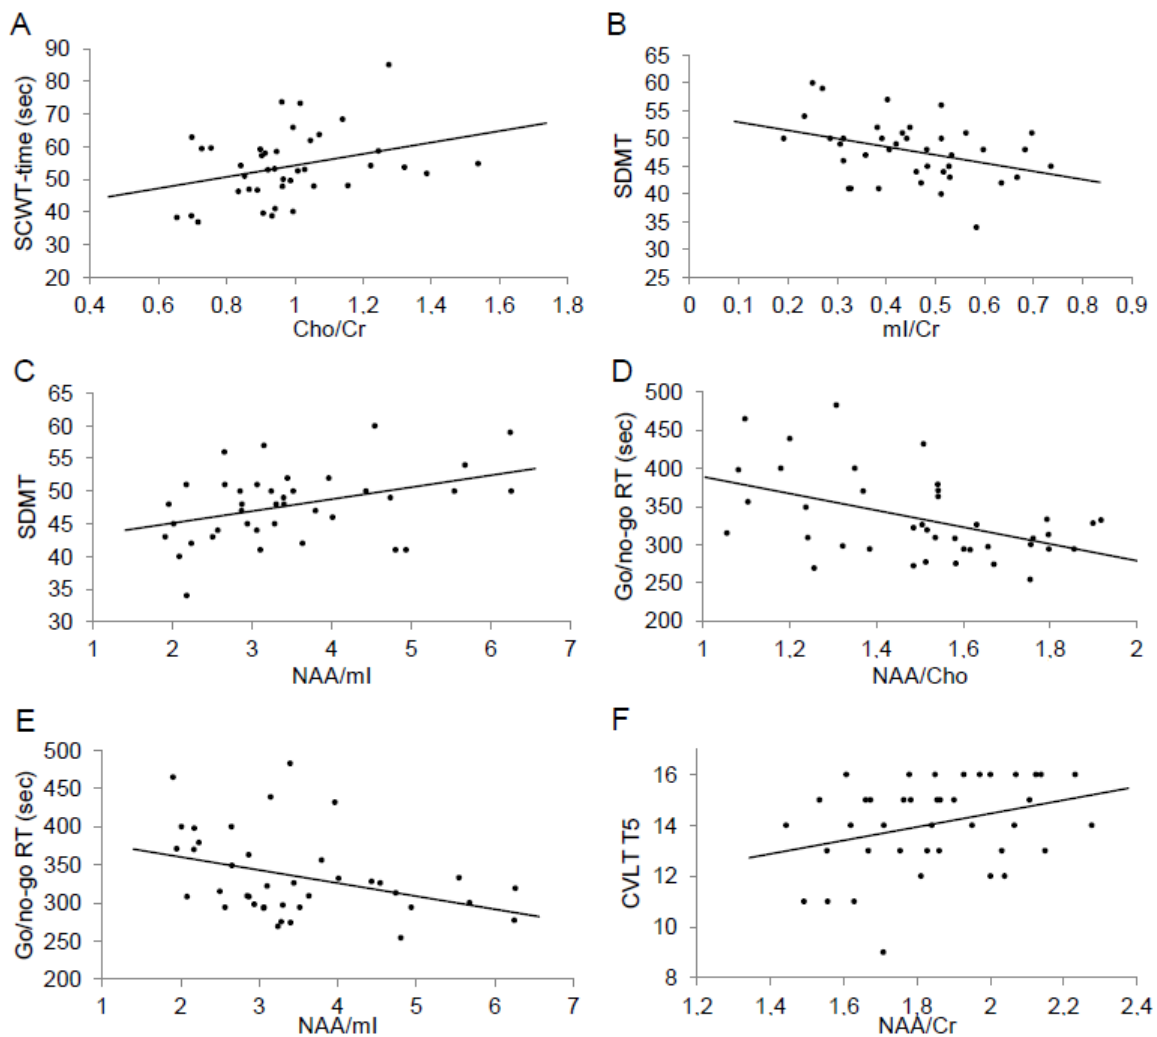 A
90
80
70
60
50
40
30
20
SCWT-time (sec)
0,4 0,6 0,8 1 1,2 1,4 1,6 1,8
Cho/Cr
B
65
60
55
50
45
40
35
30
25
SDMT
0 0,1 0,2 0,3 0,4 0,5 0,6 0,7 0,8 0,9
mI/Cr
C
65
60
55
50
45
40
35
30
SDMT
1 2 3 4 5 6 7
NAA/mI
D
500
450
400
350
300
250
200
Go/no-go RT (sec)
1 1,2 1,4 1,6 1,8 2
NAA/Cho
E
500
450
400
350
300
250
200
Go/no-go RT (sec)
1 2 3 4 5 6 7
NAA/mI
F
16
14
12
10
8
CVLT T5
1,2 1,4 1,6 1,8 2 2,2 2,4
NAA/Cr